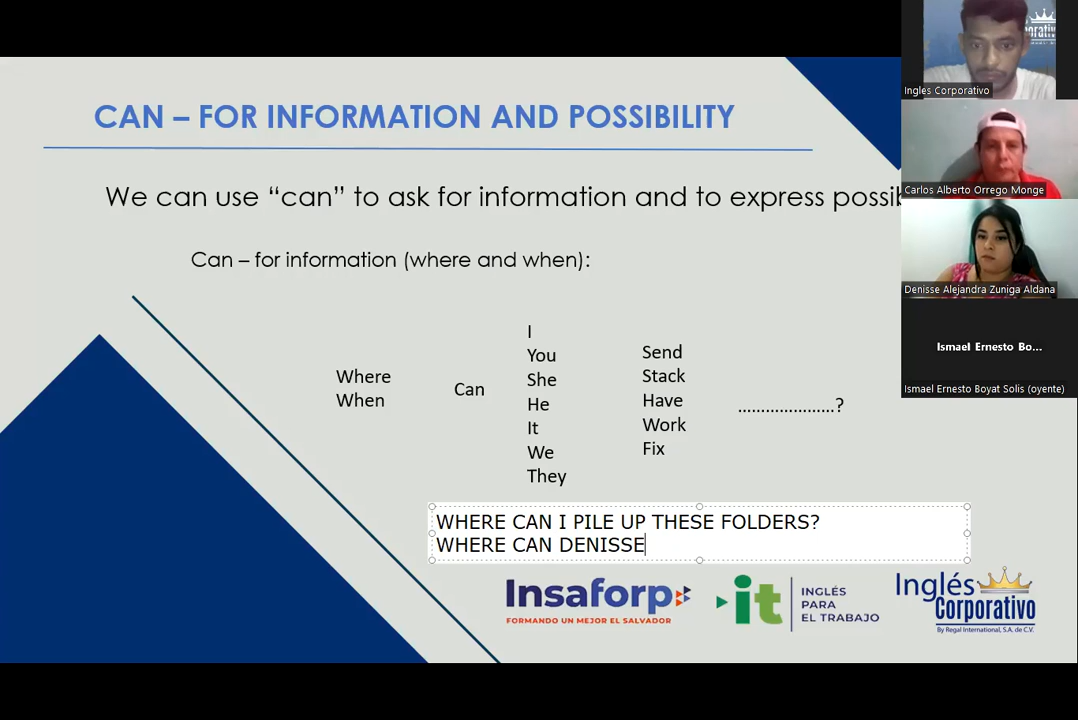 CAN – FOR INFORMATION AND POSSIBILITY
We can use “can” to ask for information and to express possib
Can – for information (where and when):
Where
When
Can
I
You
She
He
It
We
They
Send
Stack
Have
Work
Fix
.....................?
WHERE CAN I PILE UP THESE FOLDERS?
WHERE CAN DENISSE
Insaforp
FORMANDO UN MEJOR EL SALVADOR
it
INGLÉS
PARA
EL TRABAJO
Inglés
Corporativo
By Regal International, S.A. de C.V.
Ingles Corporativo
Carlos Alberto Orrego Monge
Denisse Alejandra Zuniga Aldana
Ismael Ernesto Bo...
Ismael Ernesto Boyat Solis (oyente)